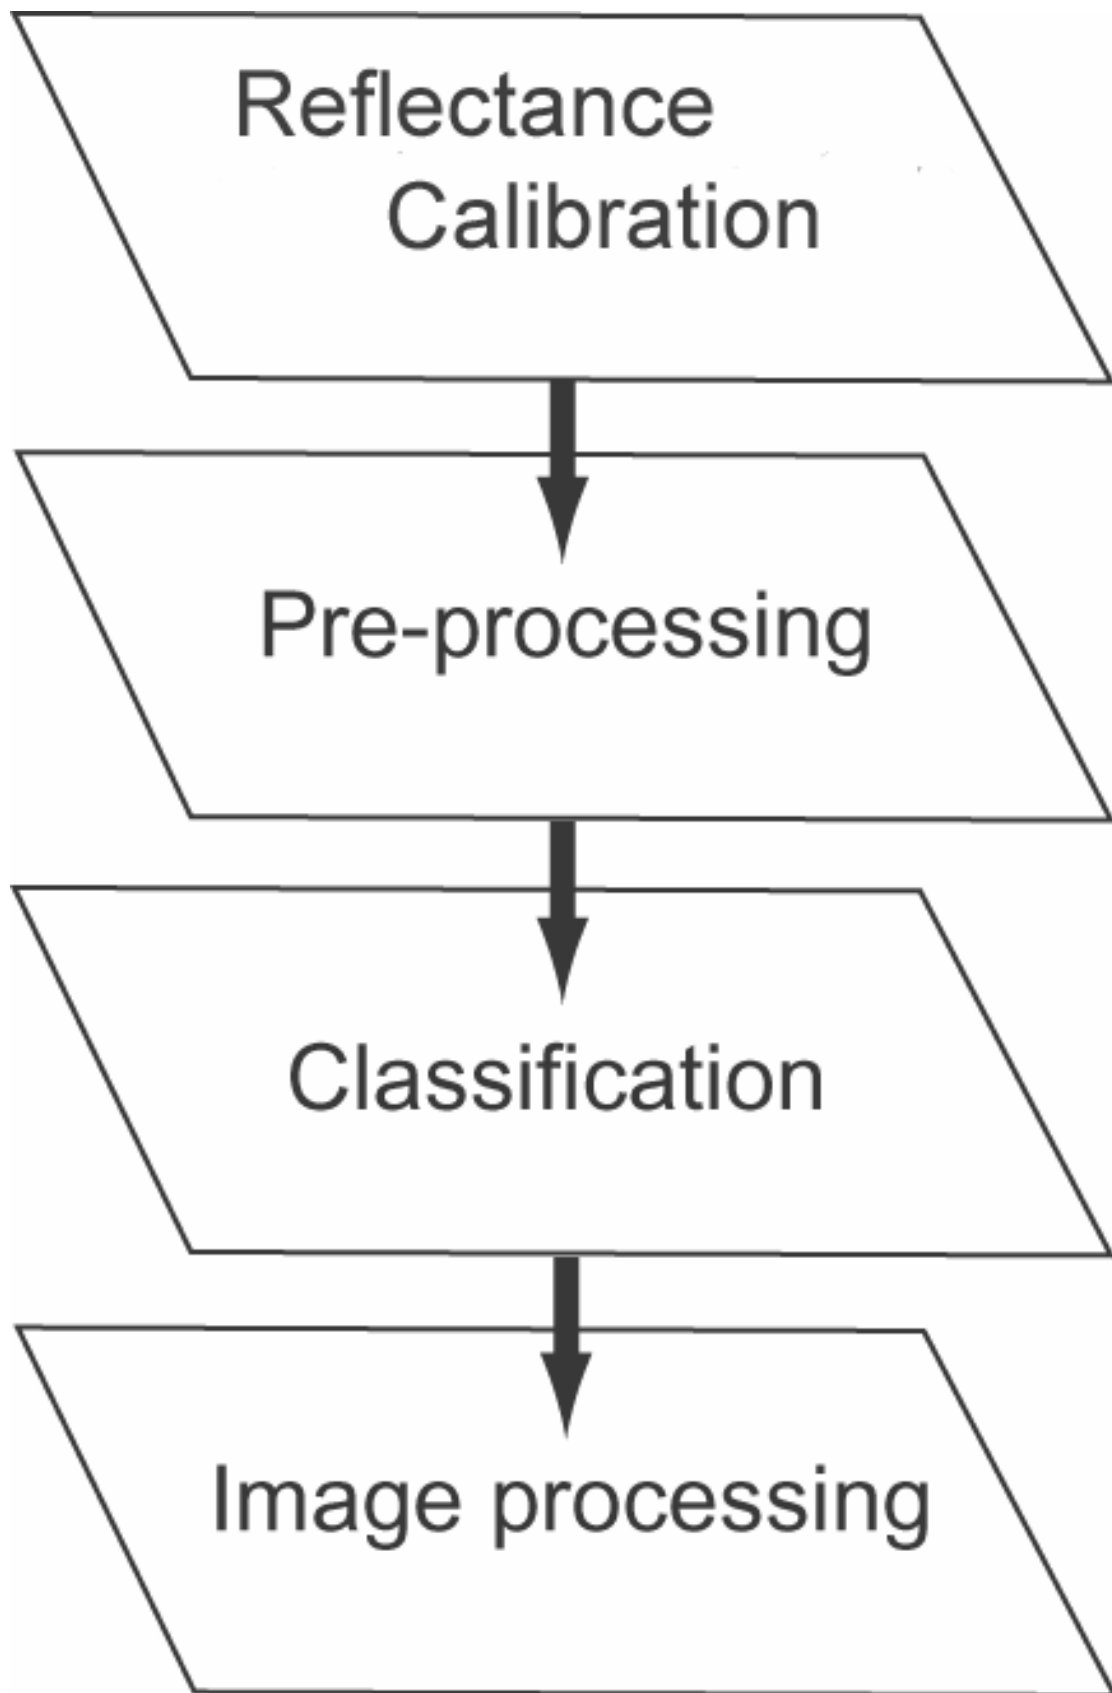 Reflectance
Calibration
Pre-processing
Classification
Image processing